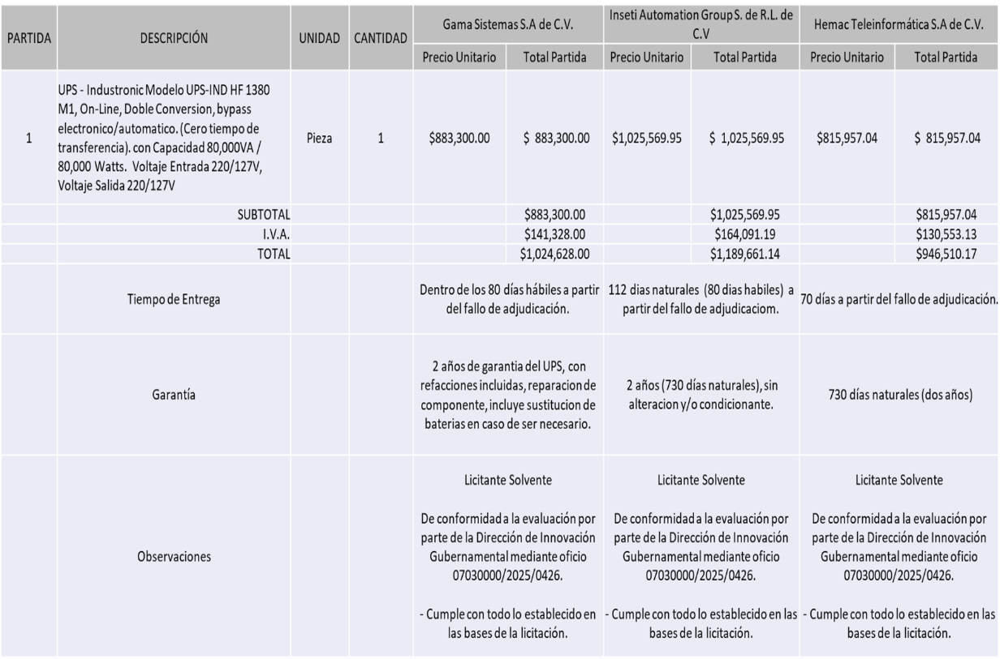 PARTIDA DESCRIPCIÓN UNIDAD CANTIDAD Gama Sistemas S.A de C.V. Inseti Automation Group S. de R.L. de C.V Hemac Teleinformática S.A de C.V.
Precio Unitario Total Partida Precio Unitario Total Partida Precio Unitario Total Partida
1
UPS - Industronic Modelo UPS-IND HF 1380
M1, On-Line, Doble Conversion, bypass
electronico/automatico. (Cero tiempo de
transferencia). con Capacidad 80,000VA /
80,000 Watts. Voltaje Entrada 220/127V,
Voltaje Salida 220/127V
Pieza 1 $883,300.00 $ 883,300.00 $1,025,569.95 $ 1,025,569.95 $815,957.04 $ 815,957.04
SUBTOTAL $883,300.00 $1,025,569.95 $815,957.04
I.V.A. $141,328.00 $164,091.19 $130,553.13
TOTAL $1,024,628.00 $1,189,661.14 $946,510.17
Tiempo de Entrega
Dentro de los 80 días hábiles a partir
del fallo de adjudicación.
112 dias naturales (80 dias habiles) a
partir del fallo de adjudicaciom.
70 días a partir del fallo de adjudicación.
Garantía
2 años de garantia del UPS, con
refacciones incluidas, reparacion de
componente, incluye sustitucion de
baterias en caso de ser necesario.
2 años (730 días naturales), sin
alteracion y/o condicionante.
730 días naturales (dos años)
Observaciones
Licitante Solvente
De conformidad a la evaluación por
parte de la Dirección de Innovación
Gubernamental mediante oficio
07030000/2025/0426.
- Cumple con todo lo establecido en
las bases de la licitación.
Licitante Solvente
De conformidad a la evaluación por
parte de la Dirección de Innovación
Gubernamental mediante oficio
07030000/2025/0426.
- Cumple con todo lo establecido en las
bases de la licitación.
Licitante Solvente
De conformidad a la evaluación por
parte de la Dirección de Innovación
Gubernamental mediante oficio
07030000/2025/0426.
- Cumple con todo lo establecido en las
bases de la licitación.